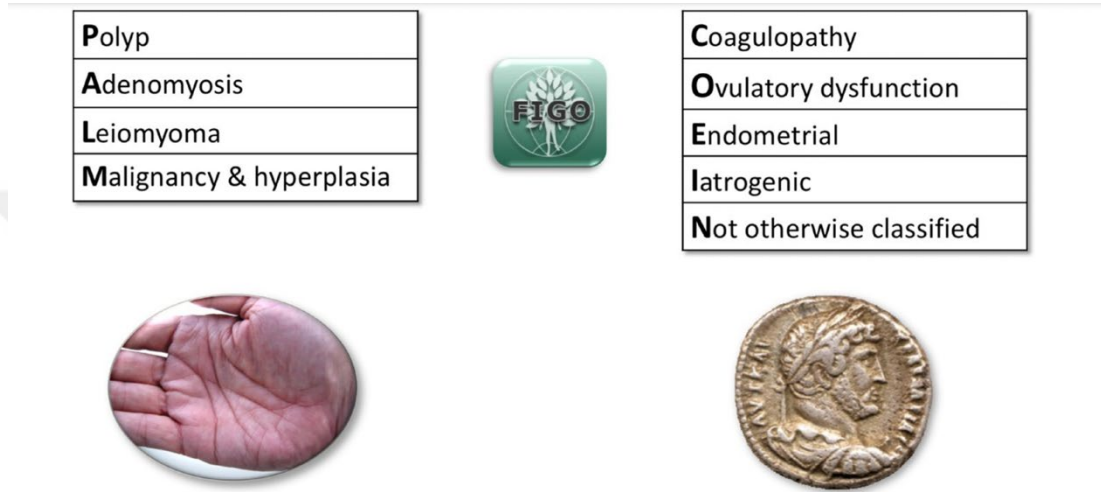 Polyp
Adenomyosis
Leiomyoma
Malignancy & hyperplasia
FIGO
Coagulopathy
Ovulatory dysfunction
Endometrial
Iatrogenic
Not otherwise classified